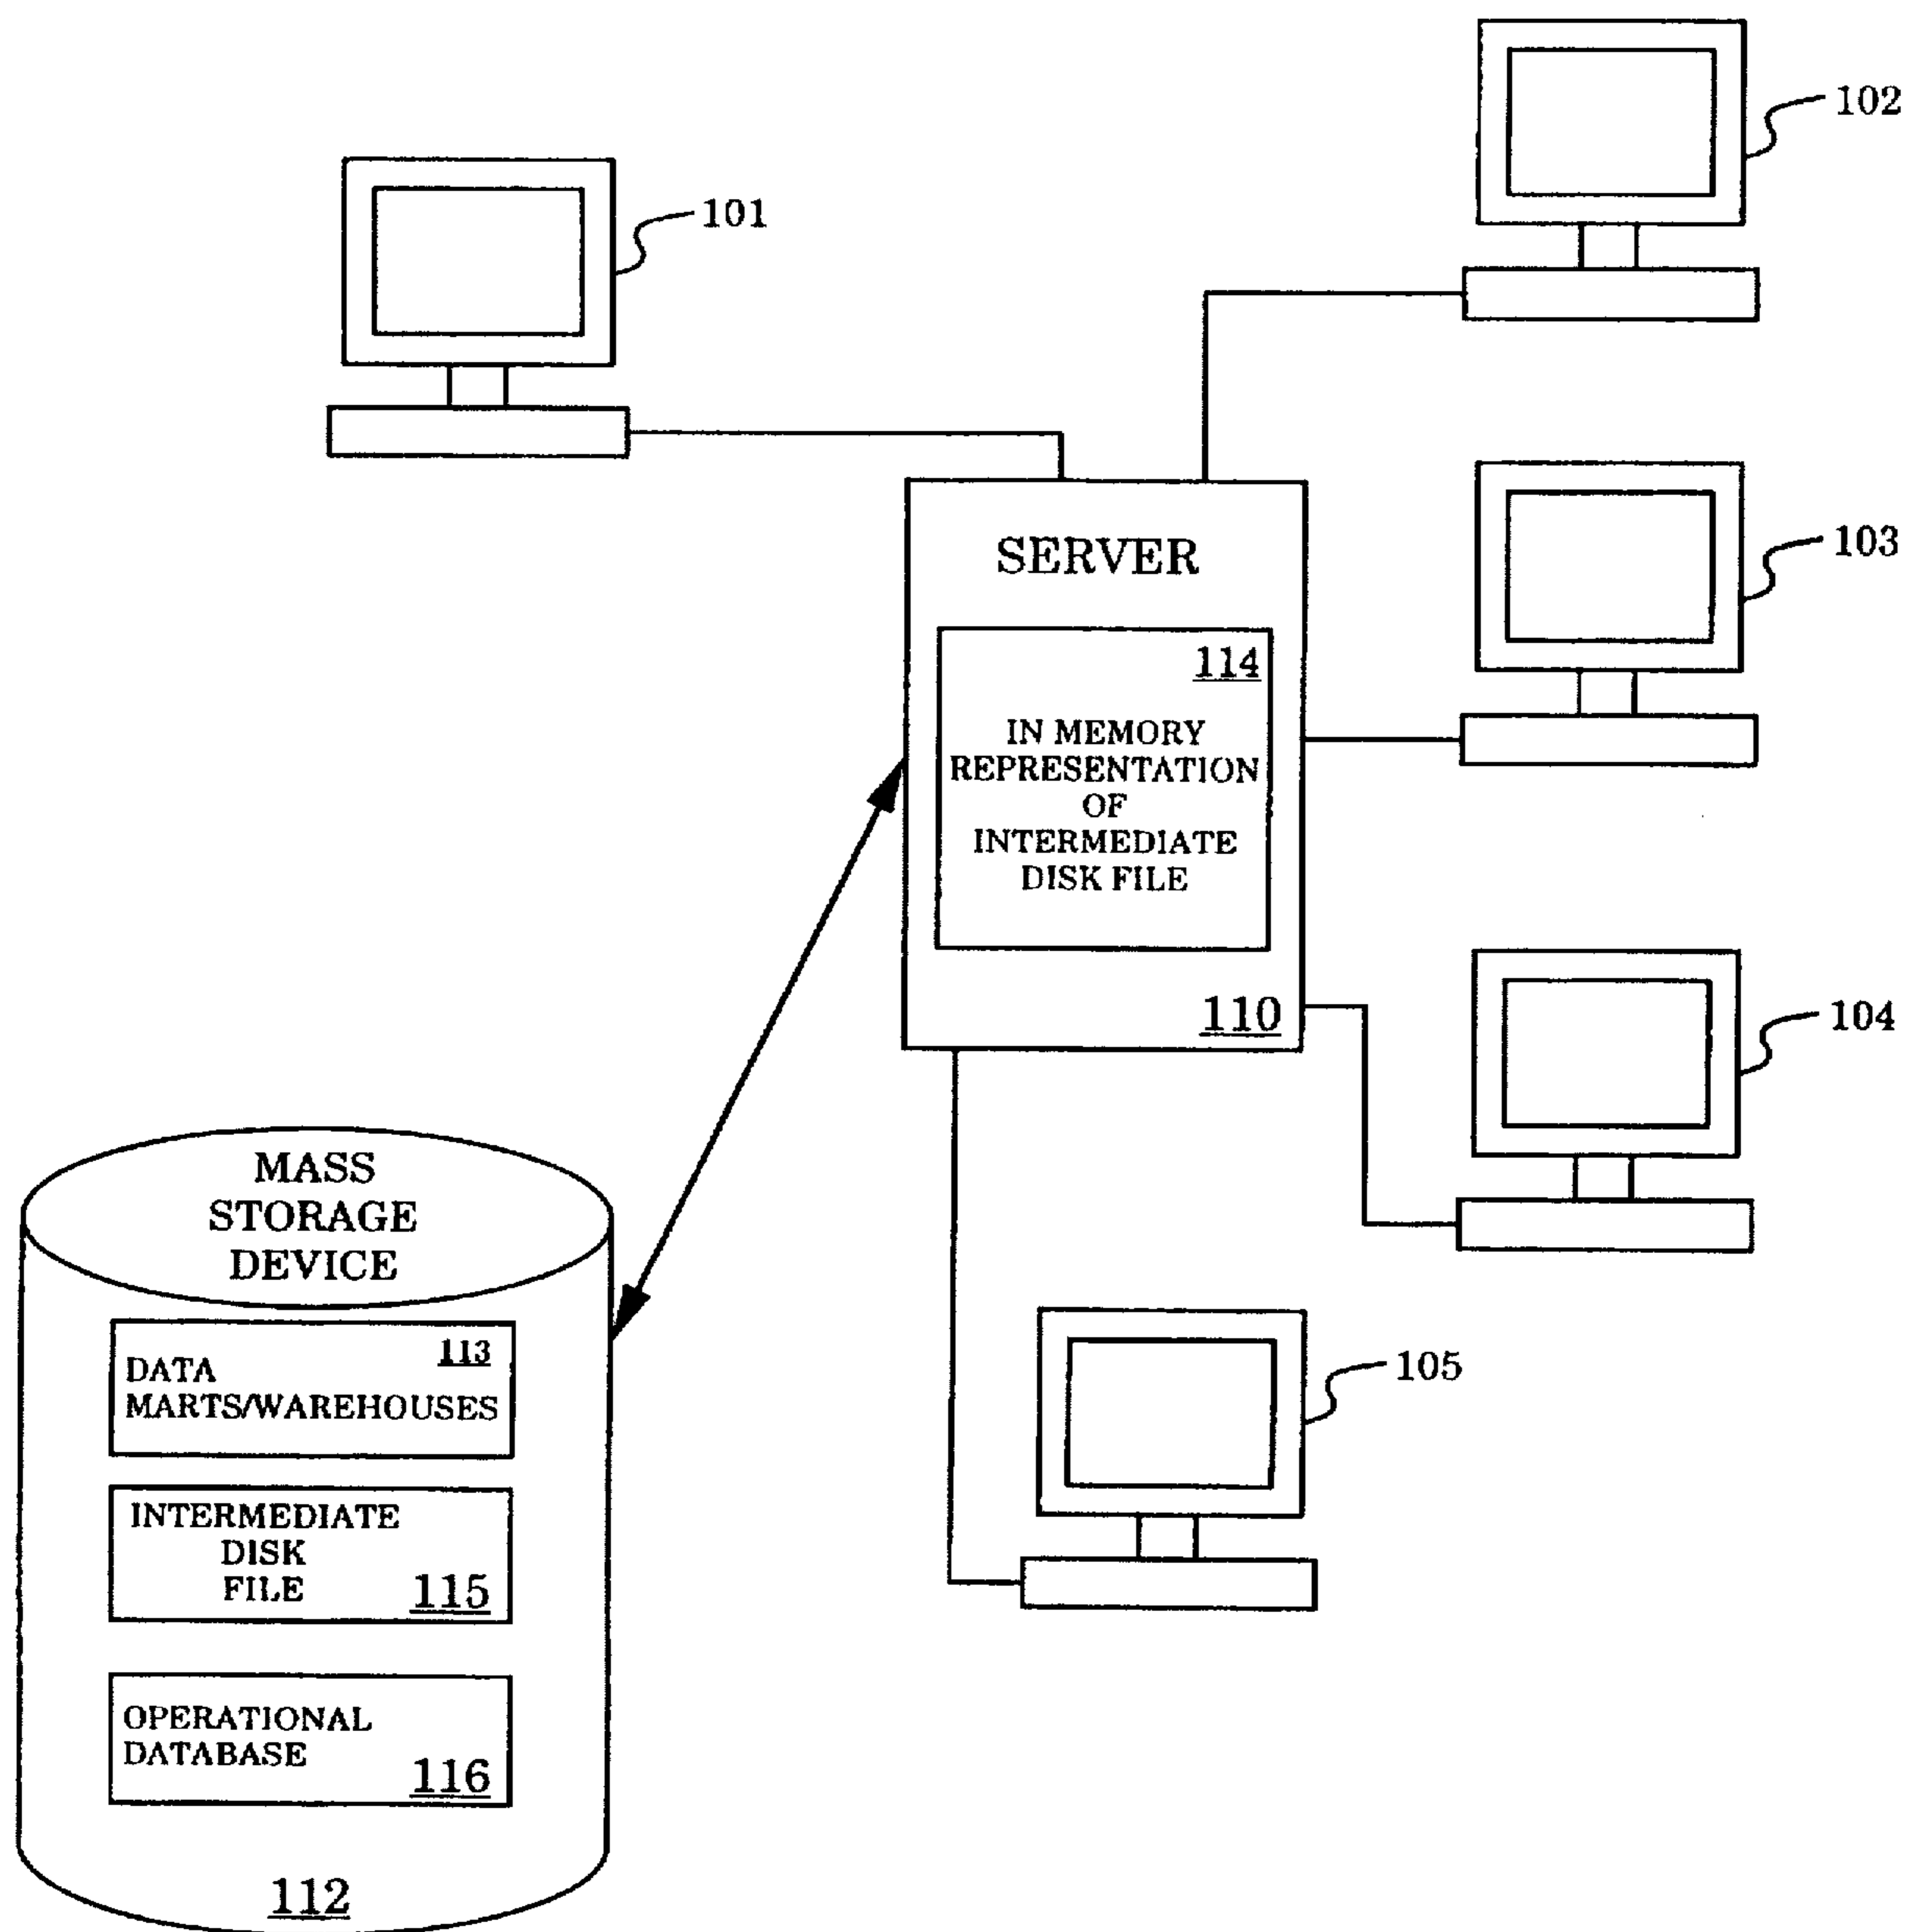 102
101
SERVER
103
114
IN MEMORY
REPRESENTATION
OF
INTERMEDIATE
DISK FILE
110
104
MASS
STORAGE
DEVICE
113
DATA
MARTS/WAREHOUSES
105
INTERMEDIATE
DISK
FILE
115
OPERATIONAL
DATABASE
116
112